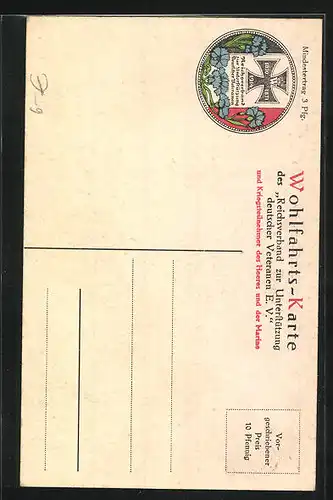 Mindestertrag 3 Pfg.
Wohlfahrts-Karte
des „Reichsverband zur Unterstützung
deutscher Veteranen E. V.“
und Kriegsteilnehmer des Heeres und der Marine
Vor-
geschriebener
Preis
10 Pfennig
Reichsverband